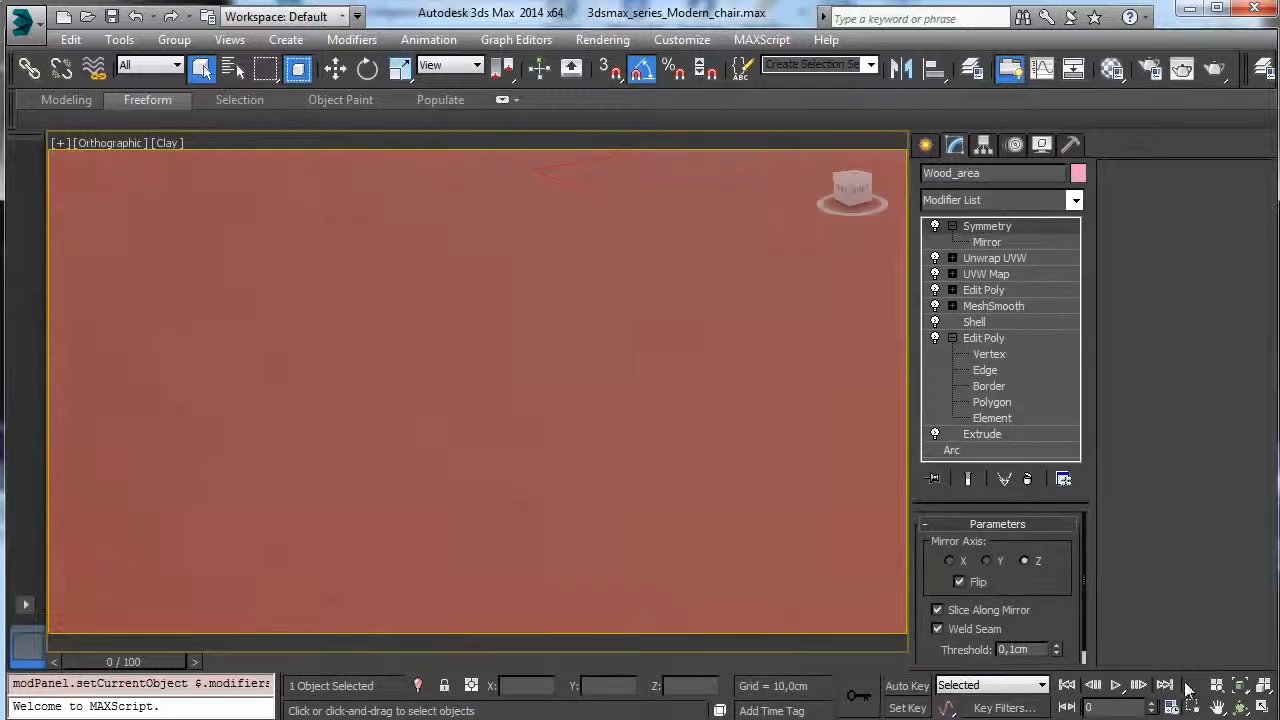 Workspace: Default
Autodesk 3ds Max 2014 x64 3dsmax_series_Modern_chair.max
Type a keyword or phrase
Edit Tools Group Views Create Modifiers Animation Graph Editors Rendering Customize MAXScript Help
All View Create Selection Se
Modeling Freeform Selection Object Paint Populate
[+][Orthographic][Clay]
Wood_area
Modifier List
Symmetry
Mirror
Unwrap UVW
UVW Map
Edit Poly
MeshSmooth
Shell
Edit Poly
Vertex
Edge
Border
Polygon
Element
Extrude
Arc
- Parameters
Mirror Axis:
X Y Z
Flip
Slice Along Mirror
Weld Seam
Threshold: 0,1cm
< 0 / 100 >
modPanel.setCurrentObject $.modifiers
Welcome to MAXScript.
1 Object Selected X: Y: Z: Grid = 10,0cm
Click or click-and-drag to select objects Add Time Tag
Auto Key Selected
Set Key Key Filters... 0